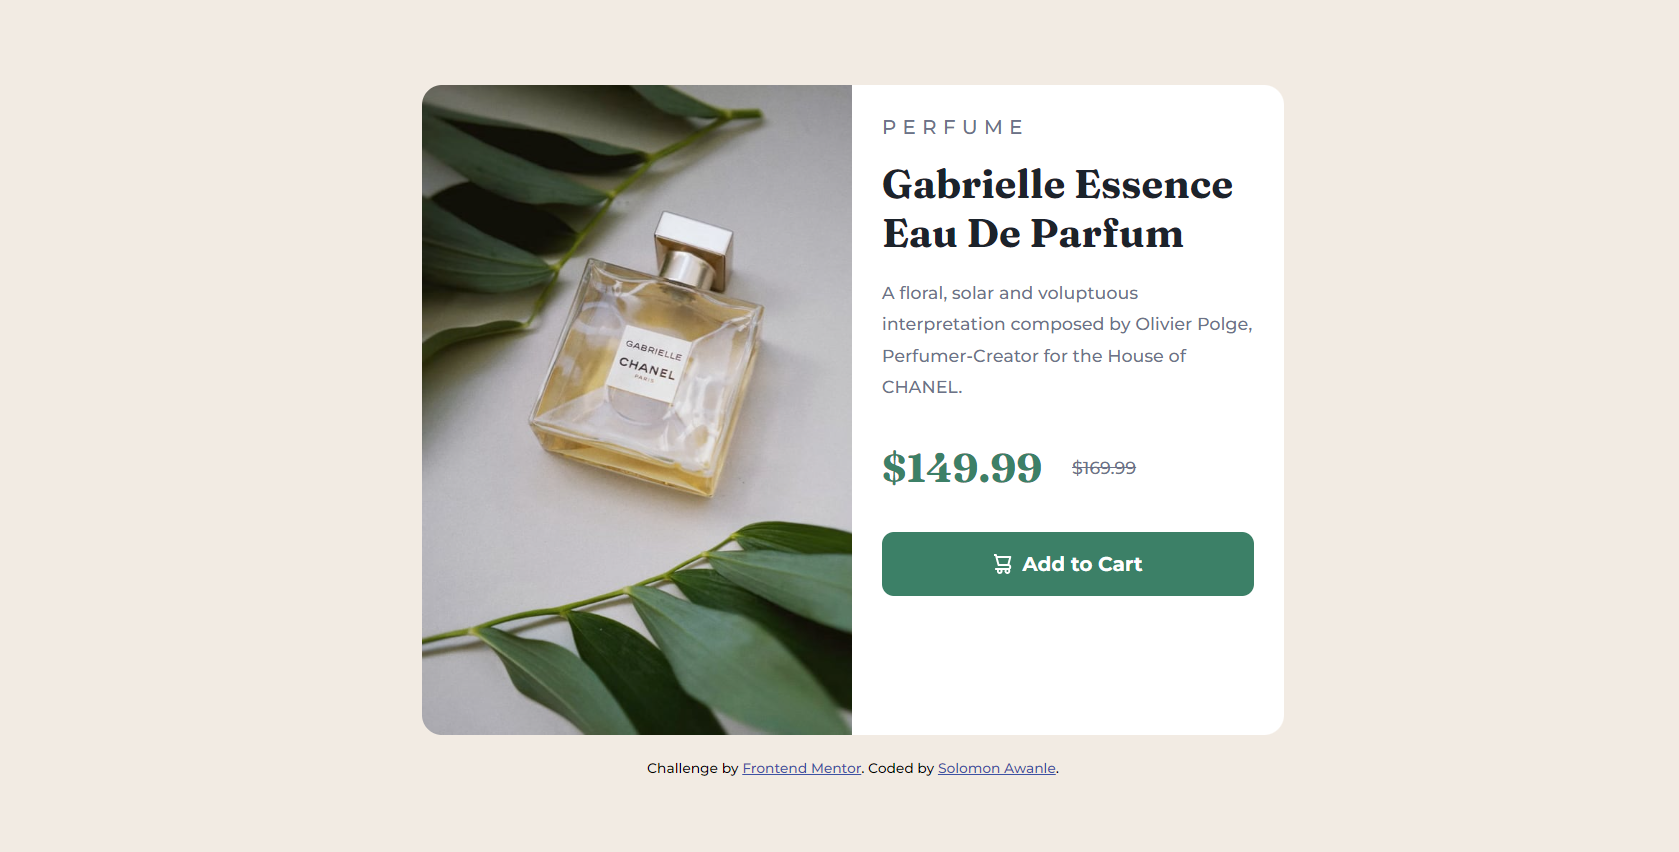 PERFUME
Gabrielle Essence
Eau De Parfum
A floral, solar and voluptuous
interpretation composed by Olivier Polge,
Perfumer-Creator for the House of
CHANEL.
$149.99 $169.99
Add to Cart
GABRIELLE
CHANEL
PARIS
Challenge by Frontend Mentor. Coded by Solomon Awanle.